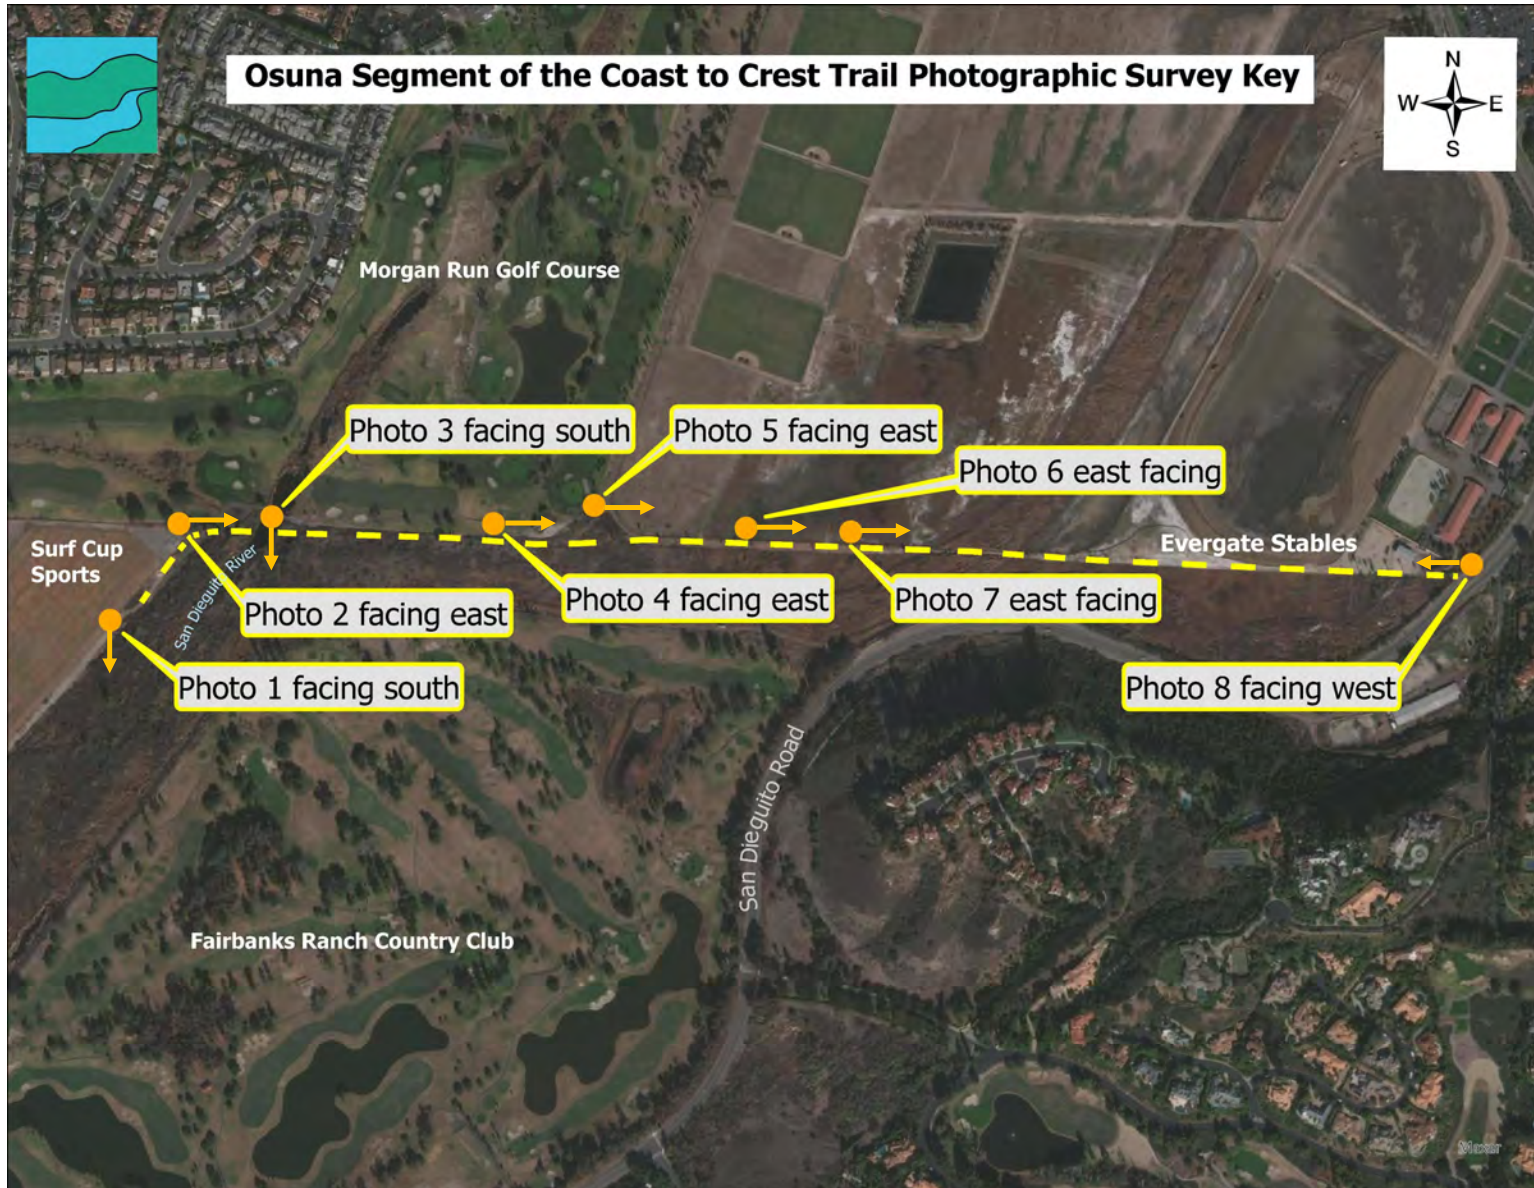 Osuna Segment of the Coast to Crest Trail Photographic Survey Key
N
W E
S
Morgan Run Golf Course
Photo 3 facing south
Photo 5 facing east
Photo 6 east facing
Surf Cup
Sports
San Dieguito River
Evergate Stables
Photo 2 facing east
Photo 4 facing east
Photo 7 east facing
Photo 1 facing south
Photo 8 facing west
San Dieguito Road
Fairbanks Ranch Country Club
Maxar